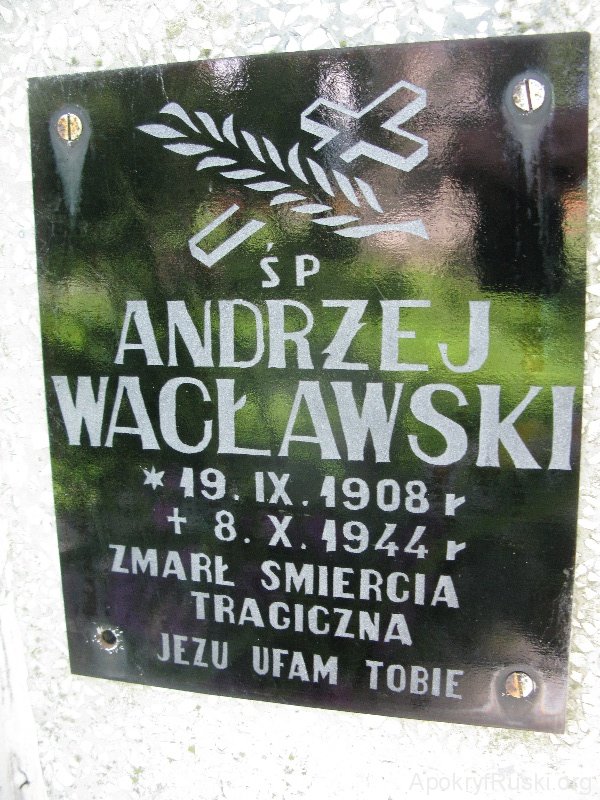 ŚP
ANDRZEJ
WACŁAWSKI
* 19. IX. 1908 r
+ 8. X. 1944 r
ZMARŁ SMIERCIA
TRAGICZNA
JEZU UFAM TOBIE
ApokryfRuski.org